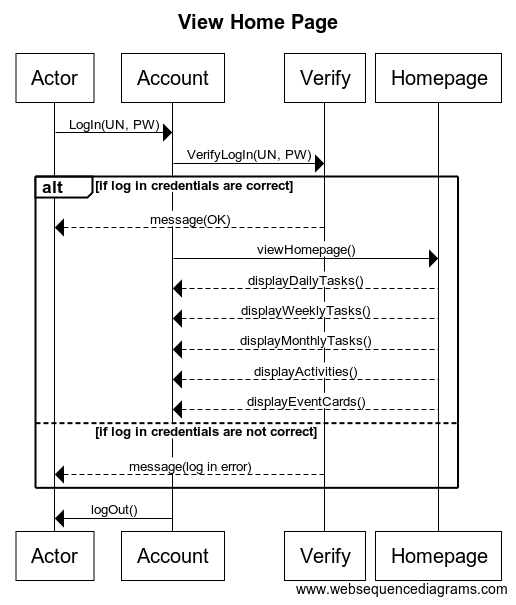 View Home Page
Actor Account Verify Homepage
LogIn(UN, PW)
VerifyLogIn(UN, PW)
alt [if log in credentials are correct]
message(OK)
viewHomepage()
displayDailyTasks()
displayWeeklyTasks()
displayMonthlyTasks()
displayActivities()
displayEventCards()
[if log in credentials are not correct]
message(log in error)
logOut()
Actor Account Verify Homepage
www.websequencediagrams.com